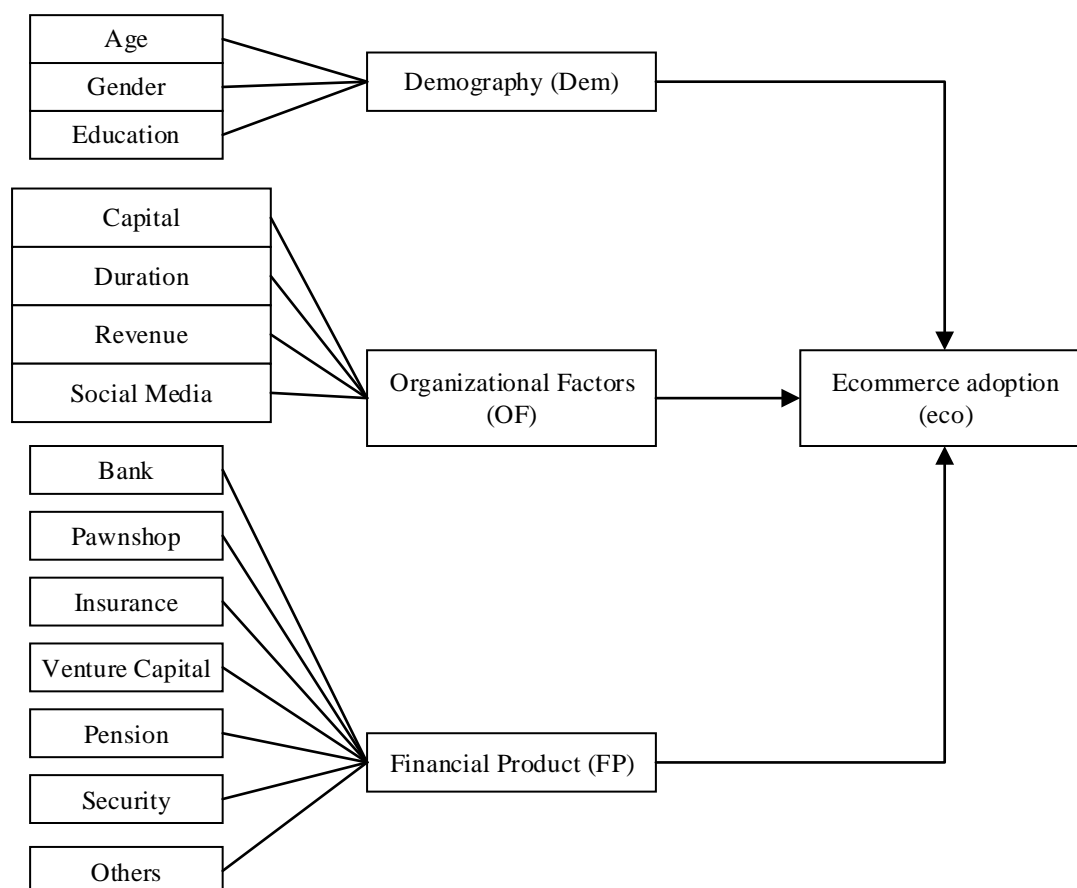 Age
Gender
Education
Demography (Dem)
Capital
Duration
Revenue
Social Media
Organizational Factors
(OF)
Ecommerce adoption
(eco)
Bank
Pawnshop
Insurance
Venture Capital
Pension
Security
Others
Financial Product (FP)